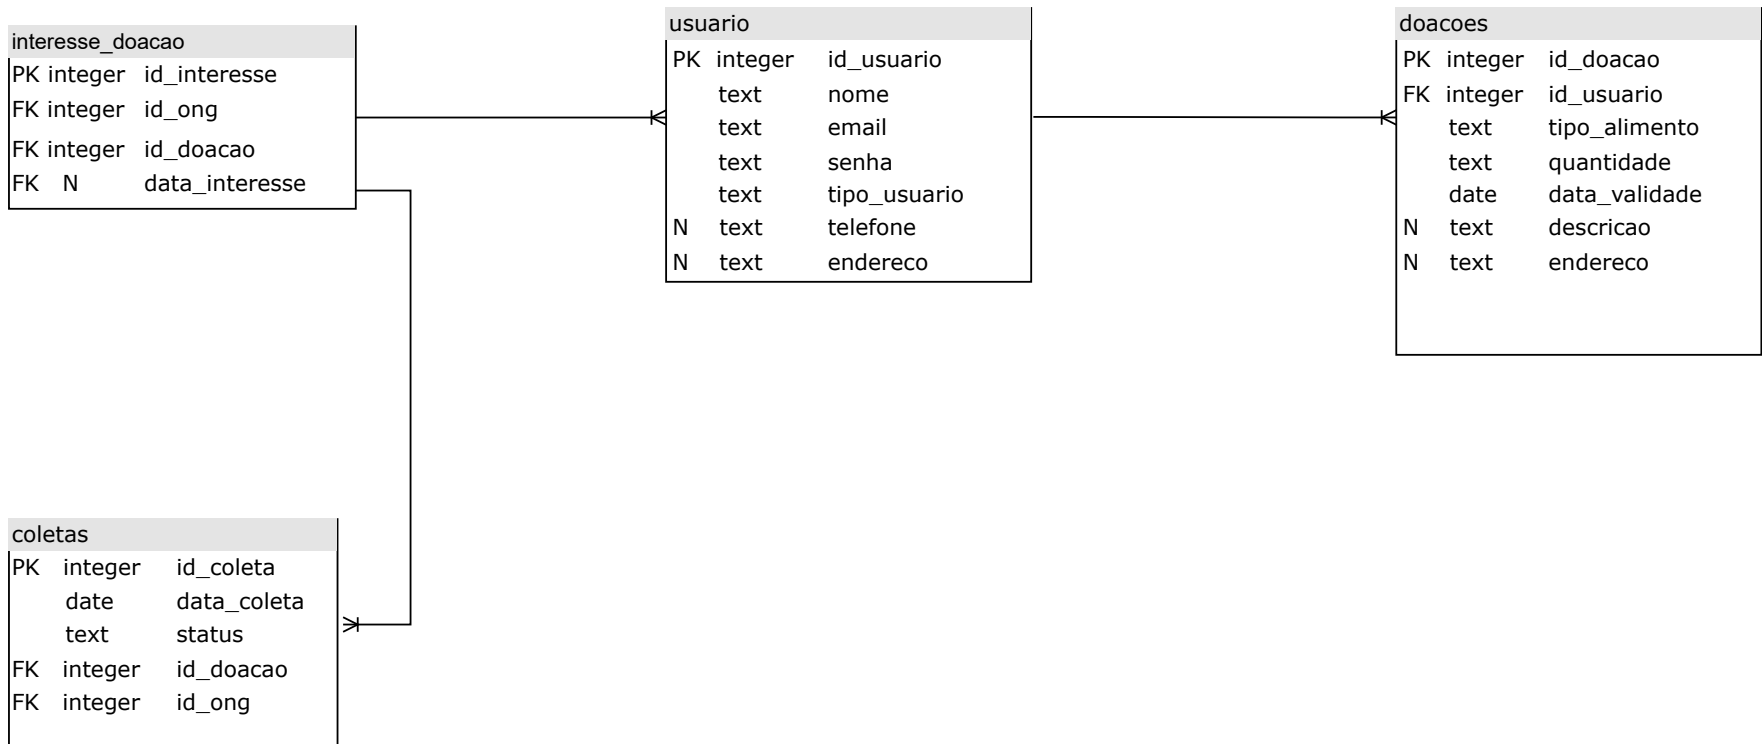 interesse_doacao
PK integer id_interesse
FK integer id_ong
FK integer id_doacao
FK N data_interesse
usuario
PK integer id_usuario
text nome
text email
text senha
text tipo_usuario
N text telefone
N text endereco
doacoes
PK integer id_doacao
FK integer id_usuario
text tipo_alimento
text quantidade
date data_validade
N text descricao
N text endereco
coletas
PK integer id_coleta
date data_coleta
text status
FK integer id_doacao
FK integer id_ong